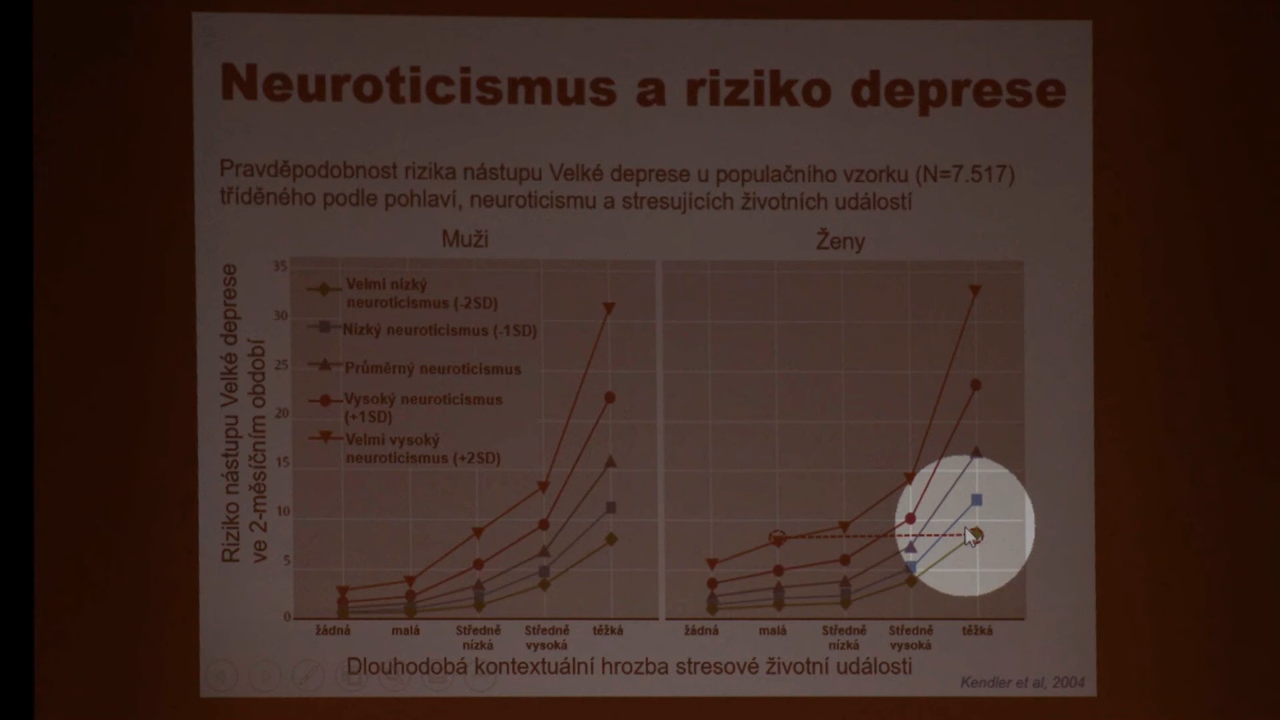 Neuroticismus a riziko deprese
Pravděpodobnost rizika nástupu Velké deprese u populačního vzorku (N=7.517)
tříděného podle pohlaví, neuroticismu a stresujících životních událostí
Muži
Ženy
Riziko nástupu Velké deprese
ve 2-měsíčním období
35
30
25
20
15
10
5
0
Velmi nízký
neuroticismus (-2SD)
Nízký neuroticismus (-1SD)
Průměrný neuroticismus
Vysoký neuroticismus
(+1SD)
Velmi vysoký
neuroticismus (+2SD)
žádná malá Středně Středně těžká
nízká vysoká
žádná malá Středně Středně těžká
nízká vysoká
Dlouhodobá kontextuální hrozba stresové životní události
Kendler et al, 2004